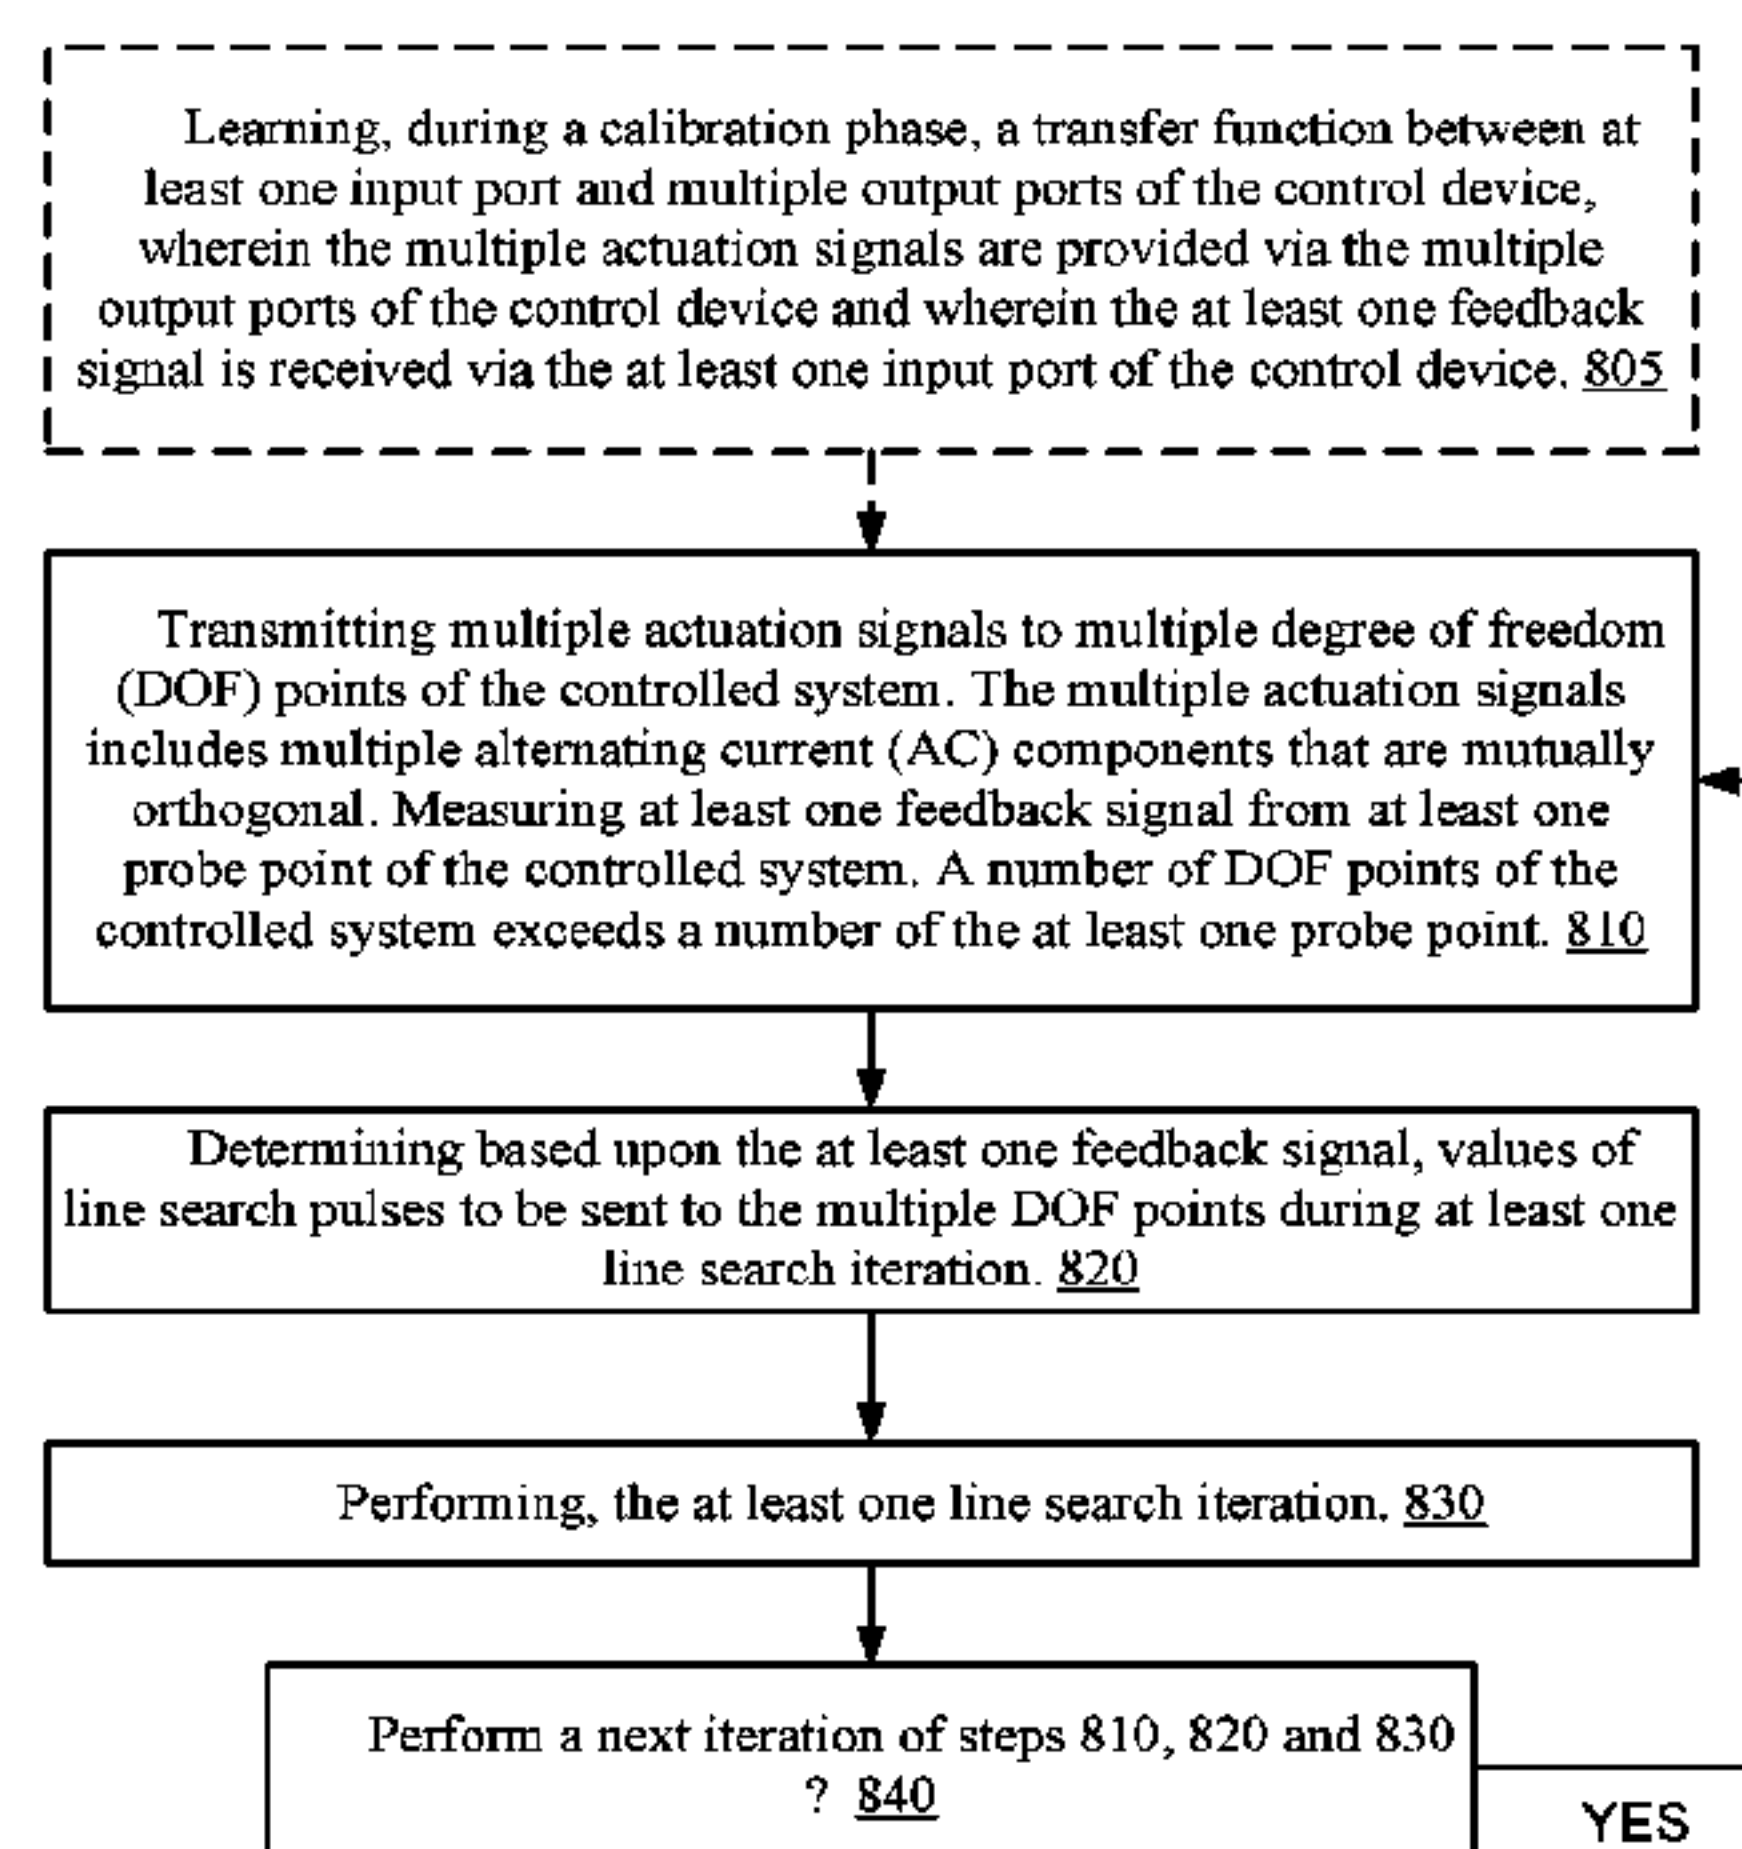 Learning, during a calibration phase, a transfer function between at
least one input port and multiple output ports of the control device,
wherein the multiple actuation signals are provided via the multiple
output ports of the control device and wherein the at least one feedback
signal is received via the at least one input port of the control device. 805
Transmitting multiple actuation signals to multiple degree of freedom
(DOF) points of the controlled system. The multiple actuation signals
includes multiple alternating current (AC) components that are mutually
orthogonal. Measuring at least one feedback signal from at least one
probe point of the controlled system. A number of DOF points of the
controlled system exceeds a number of the at least one probe point. 810
Determining based upon the at least one feedback signal, values of
line search pulses to be sent to the multiple DOF points during at least one
line search iteration. 820
Performing, the at least one line search iteration. 830
Perform a next iteration of steps 810, 820 and 830
? 840
YES